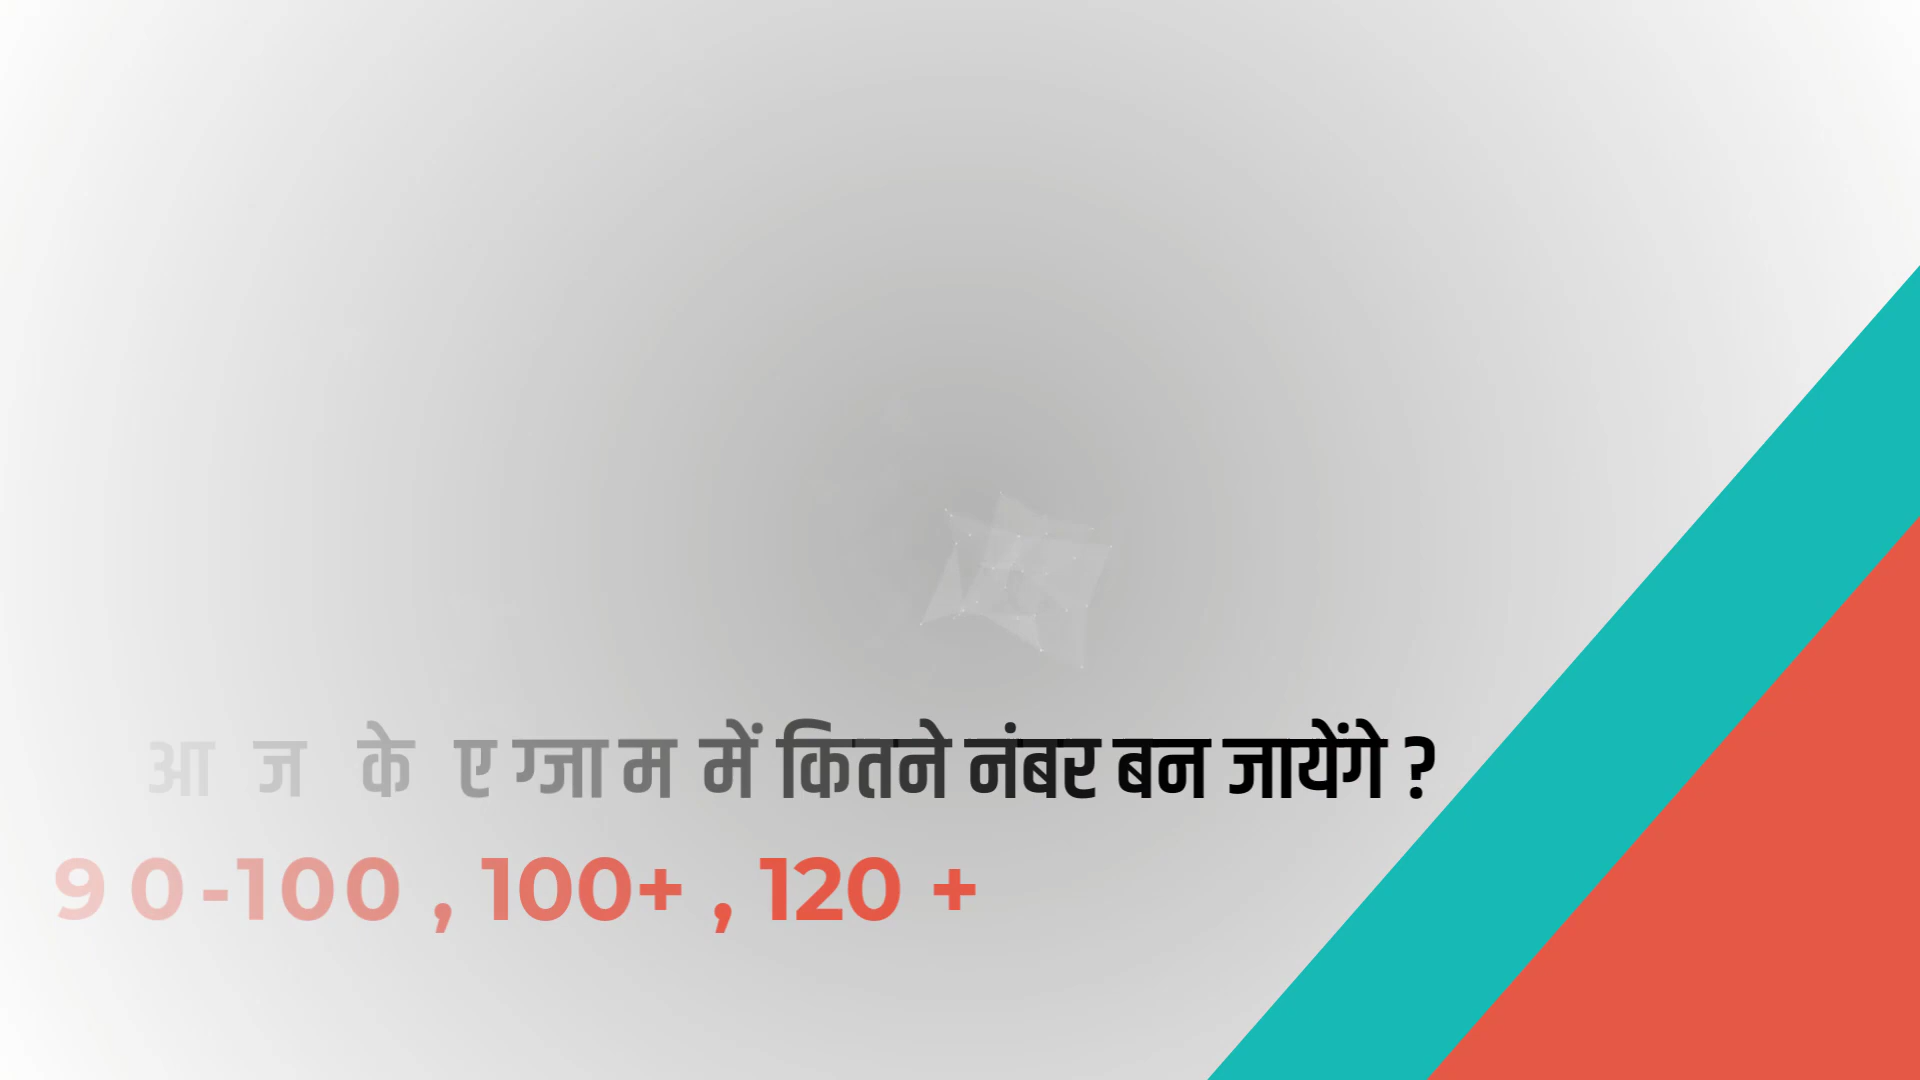 आज के एग्जाम में कितने नंबर बन जायेंगे ?
90-100 , 100+ , 120 +